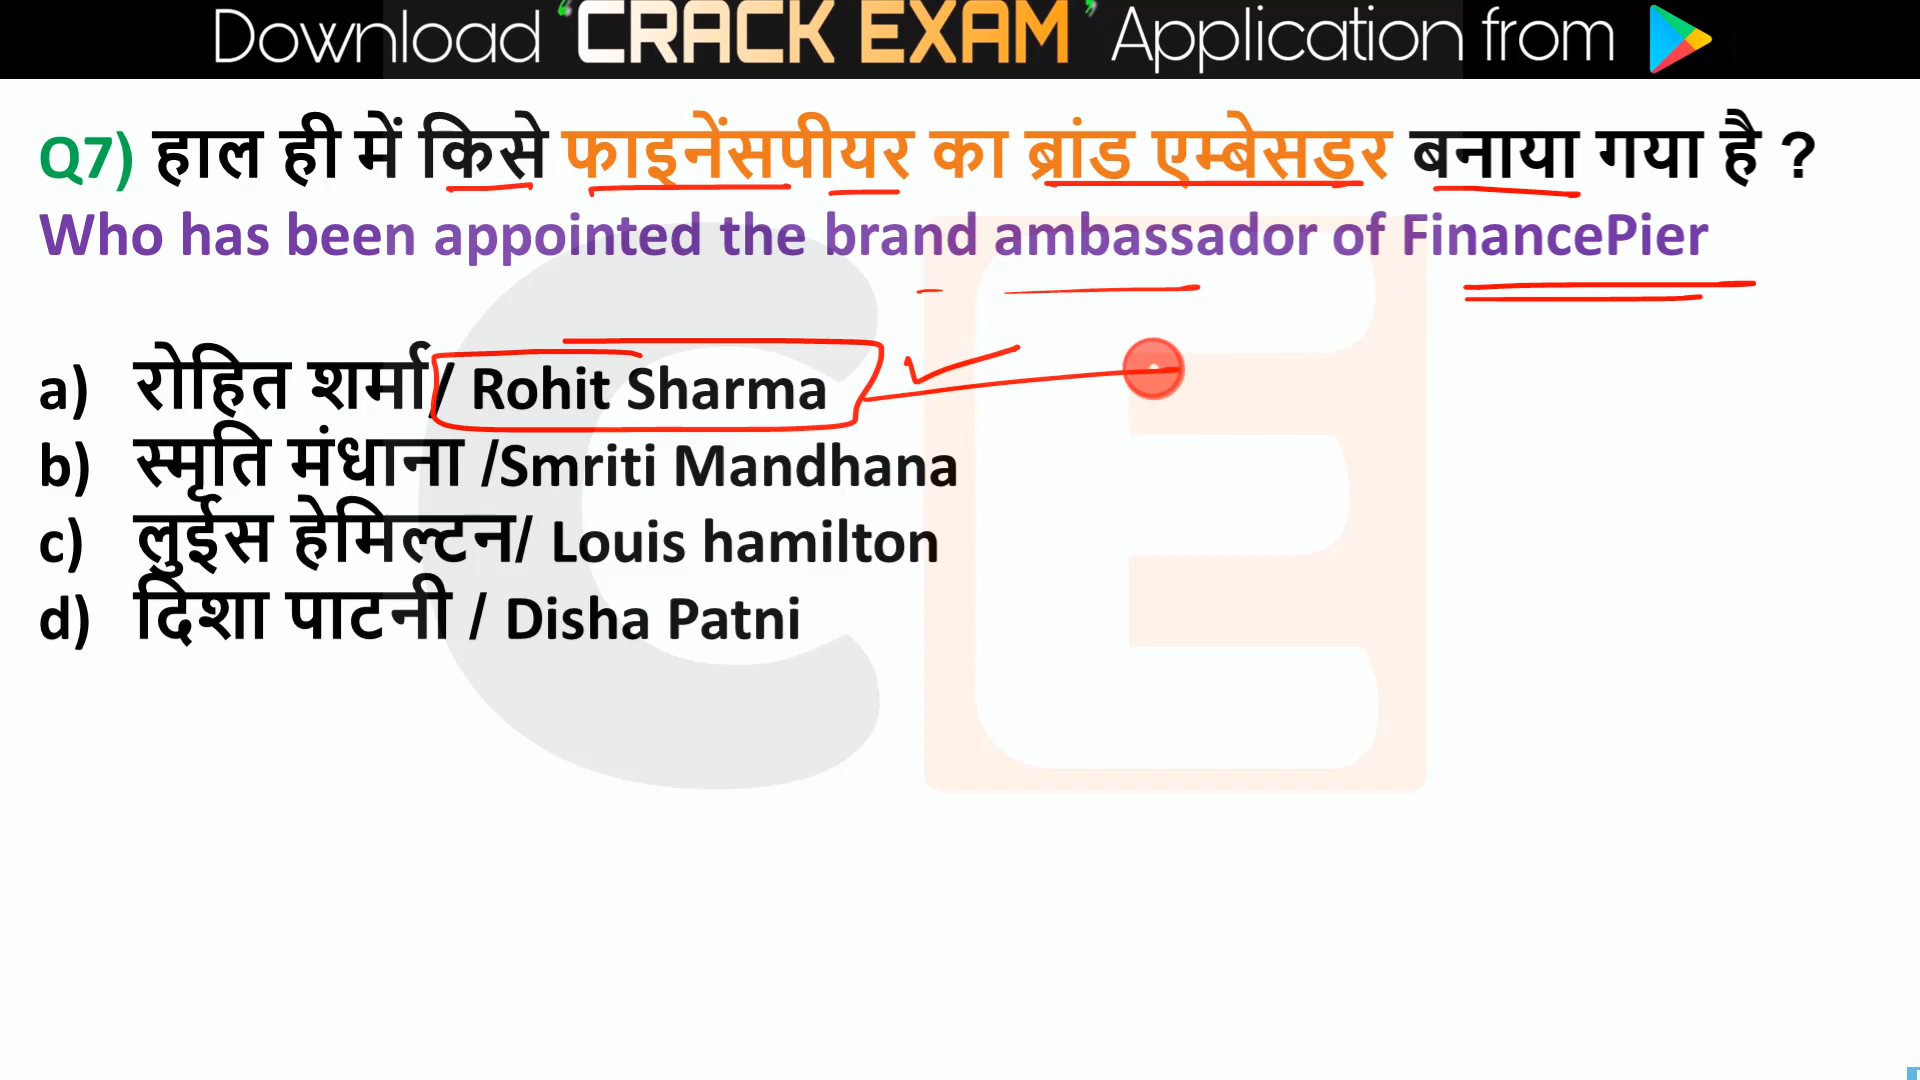 Download ‘CRACK EXAM’ Application from
Q7) हाल ही में किसे फाइनेंसपीयर का ब्रांड एम्बेसडर बनाया गया है ?
Who has been appointed the brand ambassador of FinancePier
a) रोहित शर्मा/ Rohit Sharma
b) स्मृति मंधाना /Smriti Mandhana
c) लुईस हेमिल्टन/ Louis hamilton
d) दिशा पाटनी / Disha Patni
CE